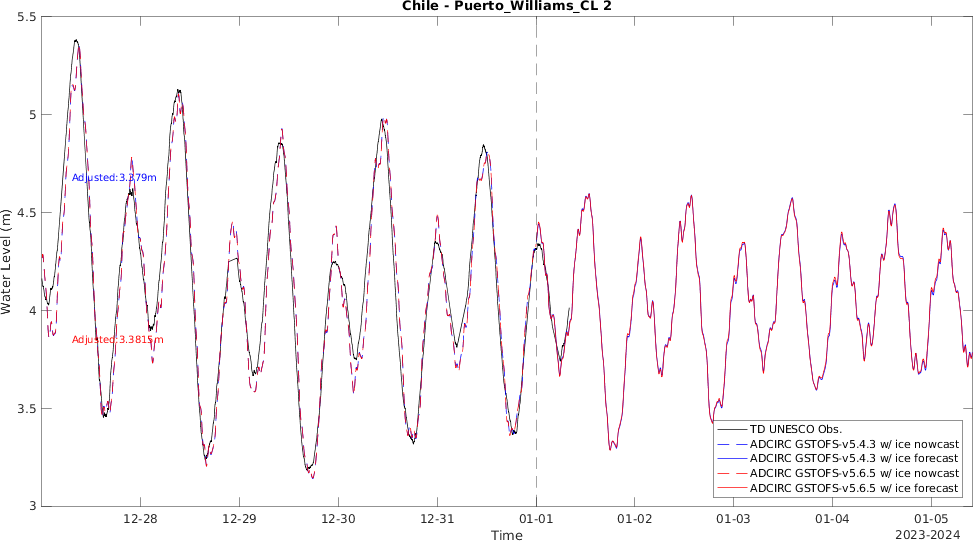 Chile - Puerto_Williams_CL 2
5.5
5
4.5
4
3.5
3
Water Level (m)
Adjusted:3.379m
Adjusted:3.3815m
TD UNESCO Obs.
ADCIRC GSTOFS-v5.4.3 w/ ice nowcast
ADCIRC GSTOFS-v5.4.3 w/ ice forecast
ADCIRC GSTOFS-v5.6.5 w/ ice nowcast
ADCIRC GSTOFS-v5.6.5 w/ ice forecast
12-28 12-29 12-30 12-31 01-01 01-02 01-03 01-04 01-05
Time
2023-2024